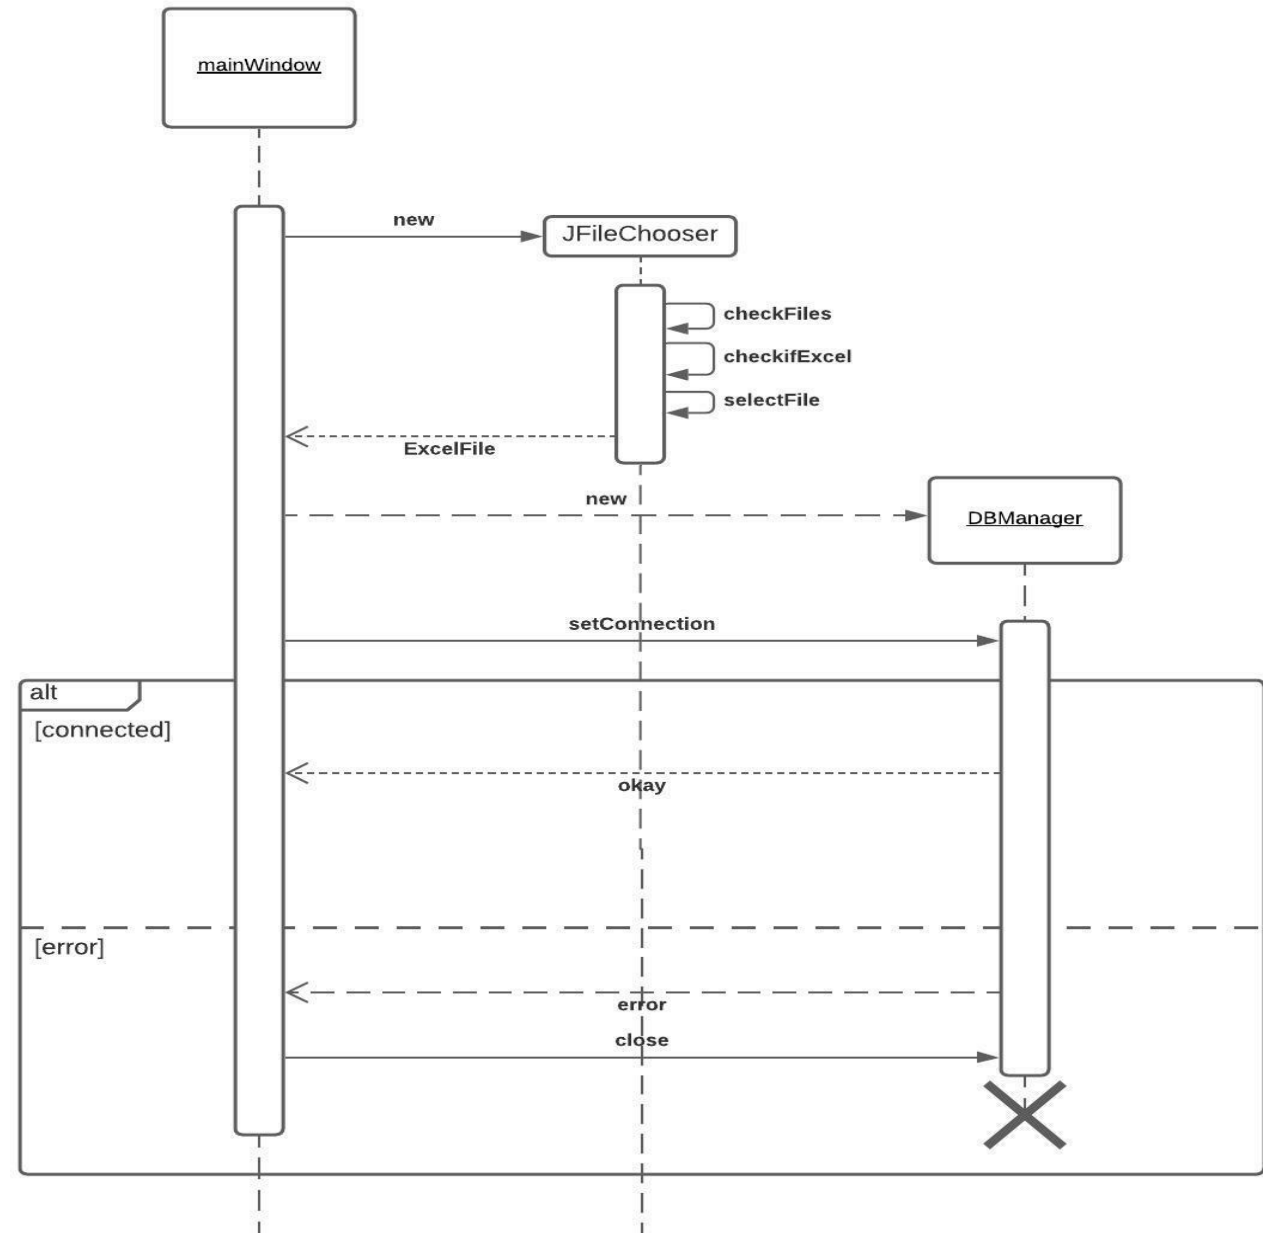 mainWindow
new
JFileChooser
checkFiles
checkifExcel
selectFile
ExcelFile
new
DBManager
setConnection
alt
[connected]
okay
[error]
error
close